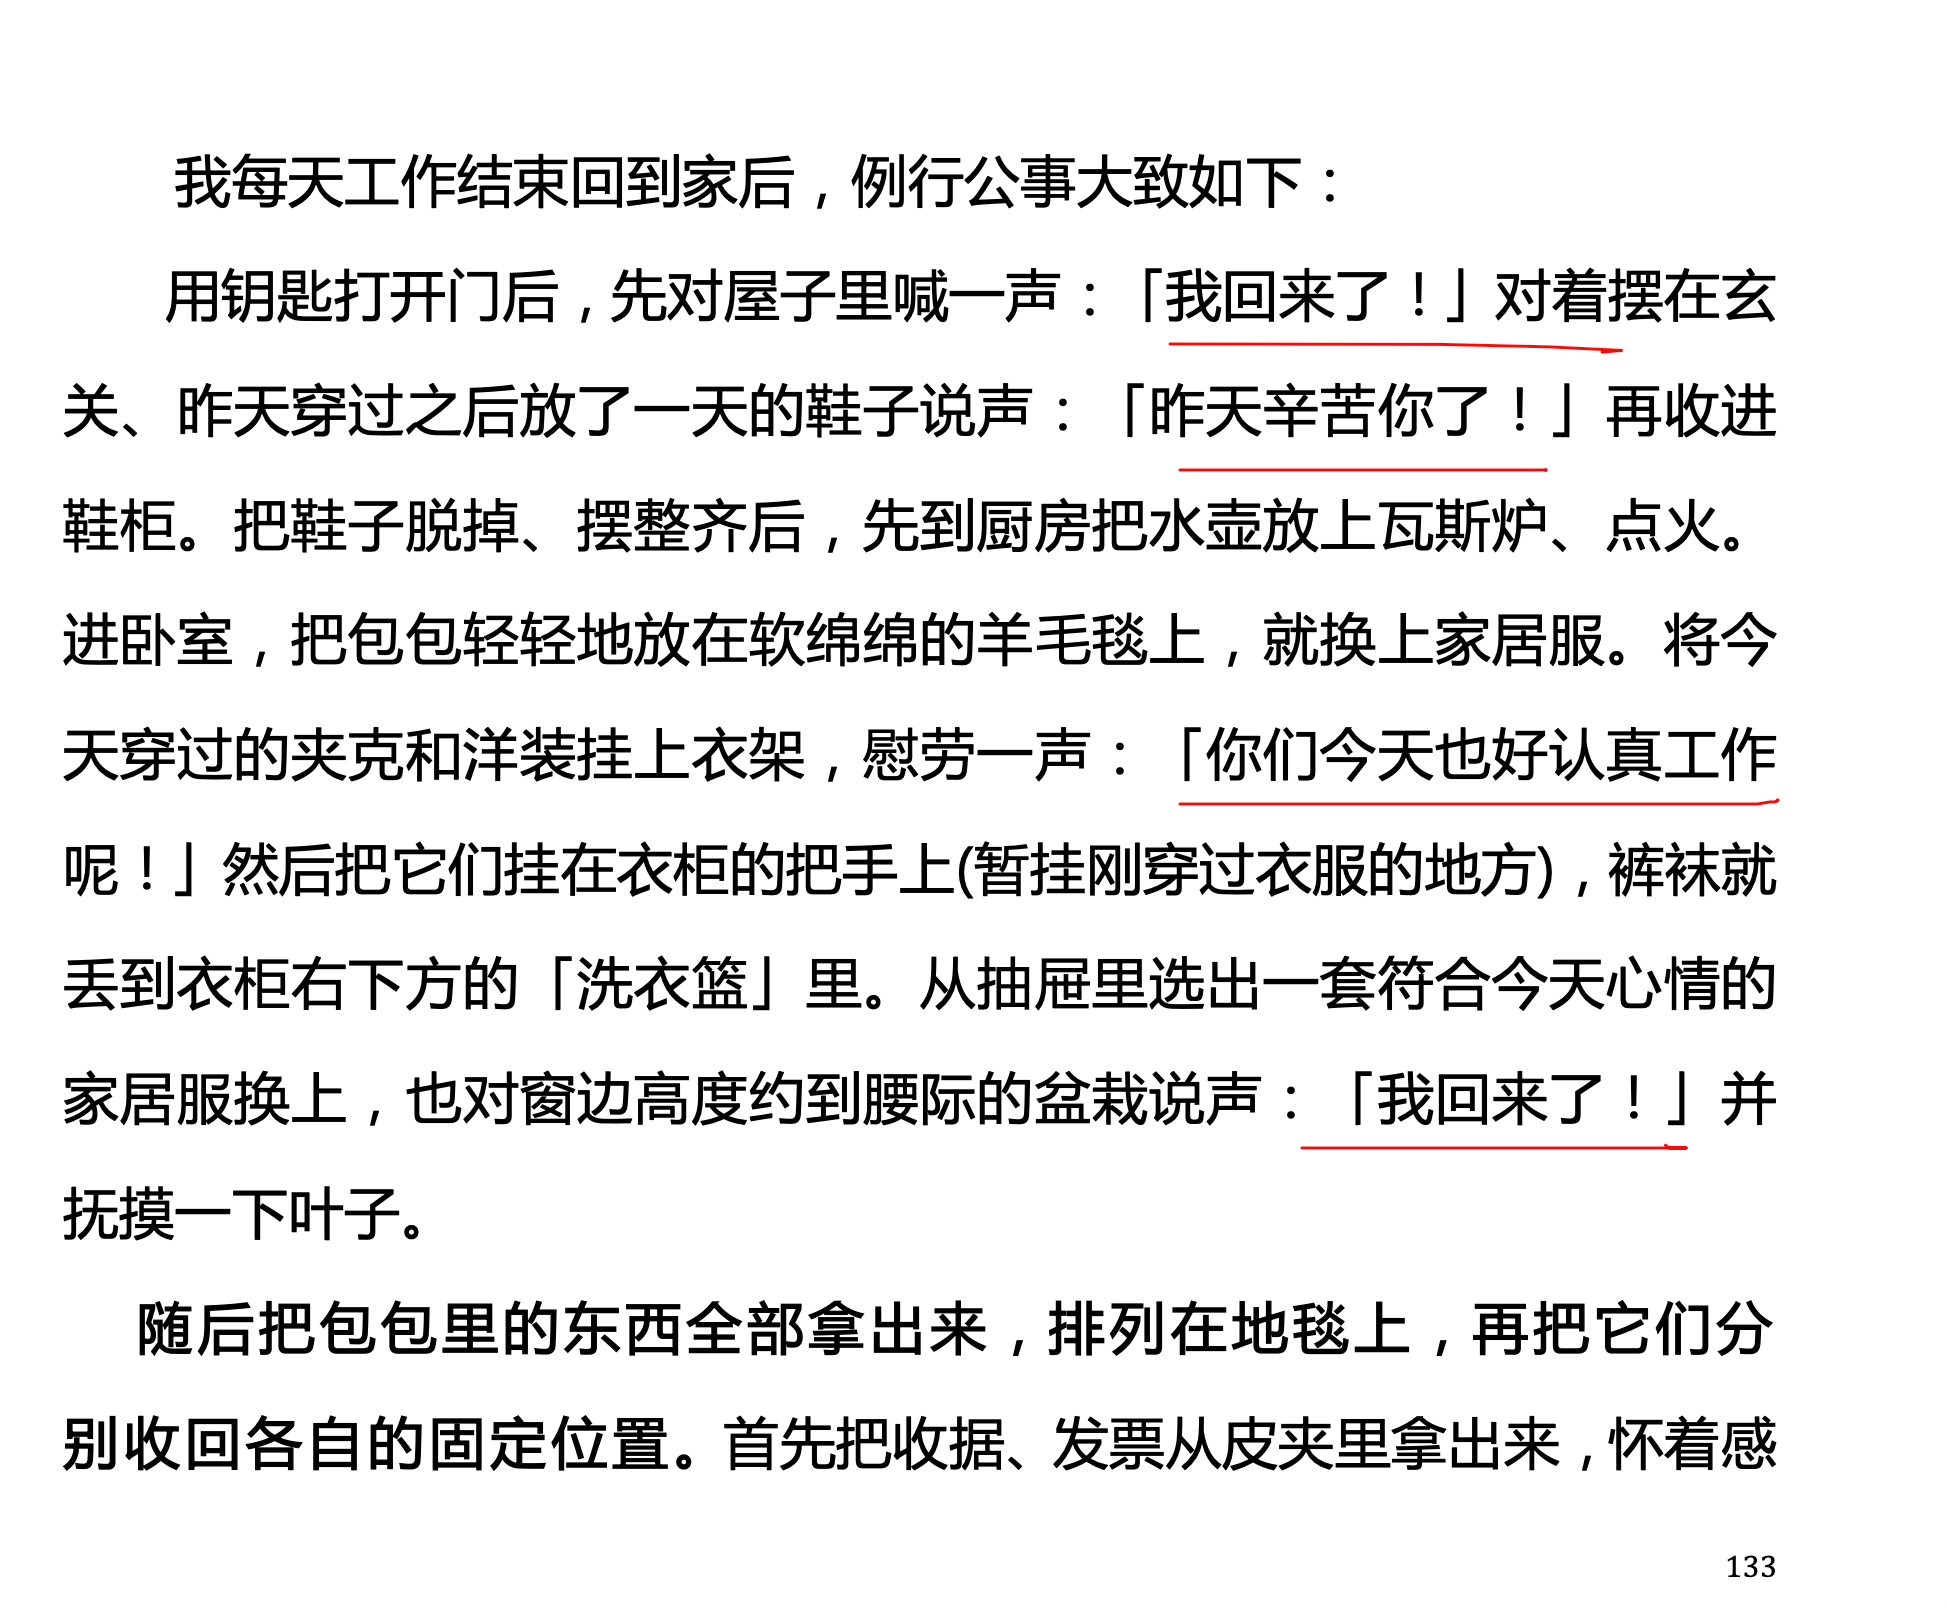 我每天工作结束回到家后，例行公事大致如下：
用钥匙打开门后，先对屋子里喊一声：「我回来了！」对着摆在玄
关、昨天穿过之后放了一天的鞋子说声：「昨天辛苦你了！」再收进
鞋柜。把鞋子脱掉、摆整齐后，先到厨房把水壶放上瓦斯炉、点火。
进卧室，把包包轻轻地放在软绵绵的羊毛毯上，就换上家居服。将今
天穿过的夹克和洋装挂上衣架，慰劳一声：「你们今天也好认真工作
呢！」然后把它们挂在衣柜的把手上(暂挂刚穿过衣服的地方)，裤袜就
丢到衣柜右下方的「洗衣篮」里。从抽屉里选出一套符合今天心情的
家居服换上，也对窗边高度约到腰际的盆栽说声：「我回来了！」并
抚摸一下叶子。
随后把包包里的东西全部拿出来，排列在地毯上，再把它们分
别收回各自的固定位置。首先把收据、发票从皮夹里拿出来，怀着感
133